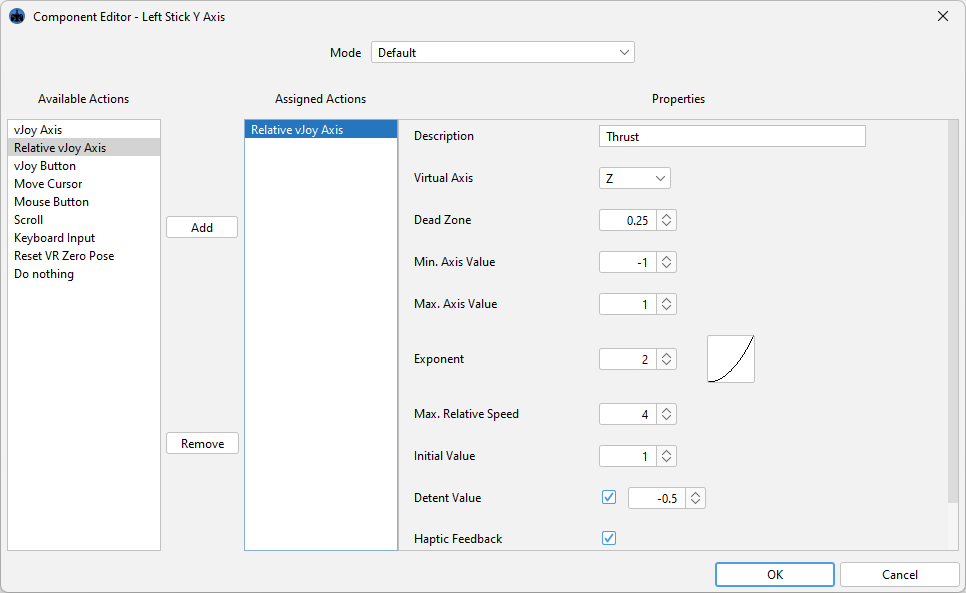 Component Editor - Left Stick Y Axis
Mode Default
Available Actions
Assigned Actions
Properties
vJoy Axis
Relative vJoy Axis
vJoy Button
Move Cursor
Mouse Button
Scroll
Keyboard Input
Reset VR Zero Pose
Do nothing
Add
Remove
Relative vJoy Axis
Description Thrust
Virtual Axis Z
Dead Zone 0.25
Min. Axis Value -1
Max. Axis Value 1
Exponent 2
Max. Relative Speed 4
Initial Value 1
Detent Value -0.5
Haptic Feedback
OK Cancel